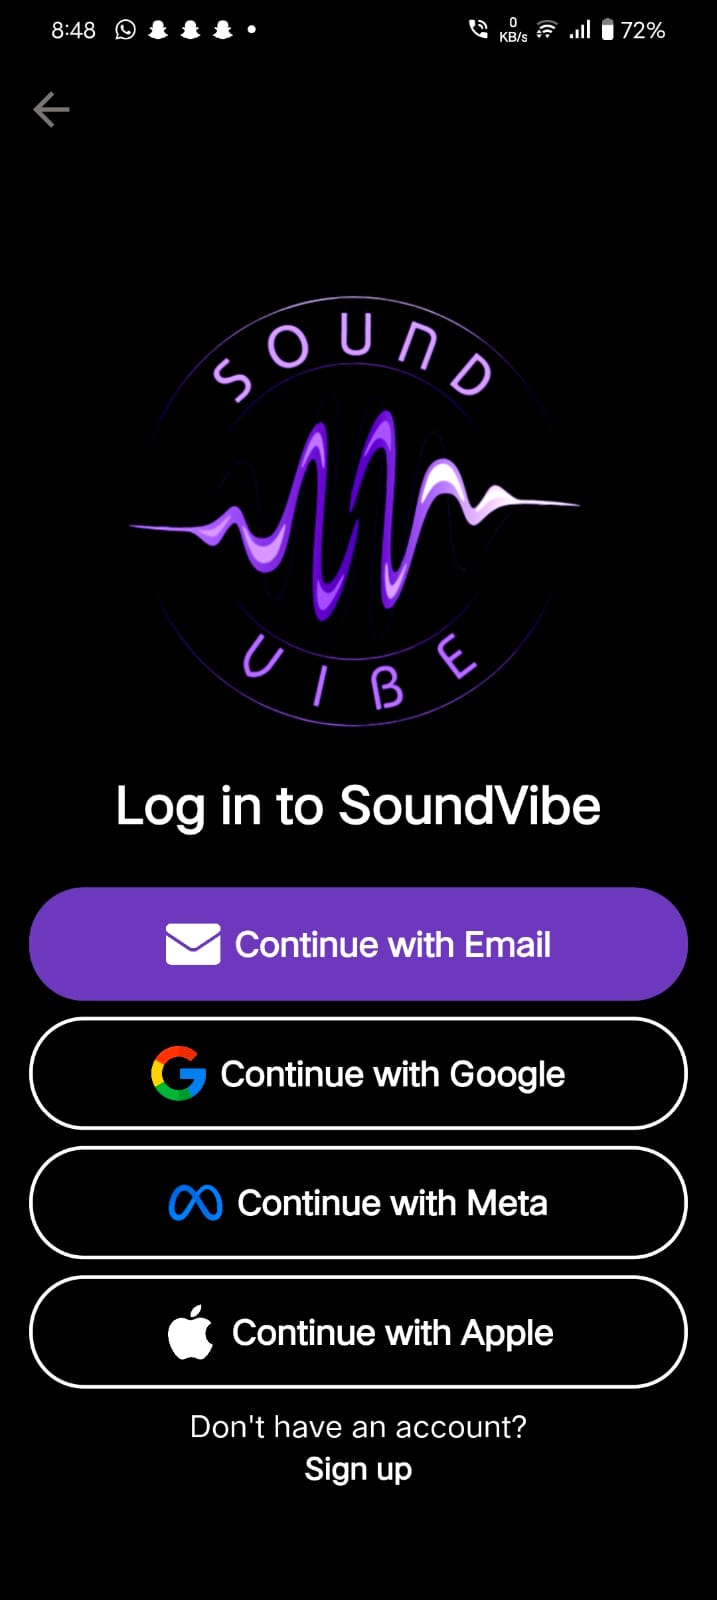 8:48
0
KB/s
72%
SOUND
VIBE
Log in to SoundVibe
Continue with Email
Continue with Google
Continue with Meta
Continue with Apple
Don't have an account?
Sign up